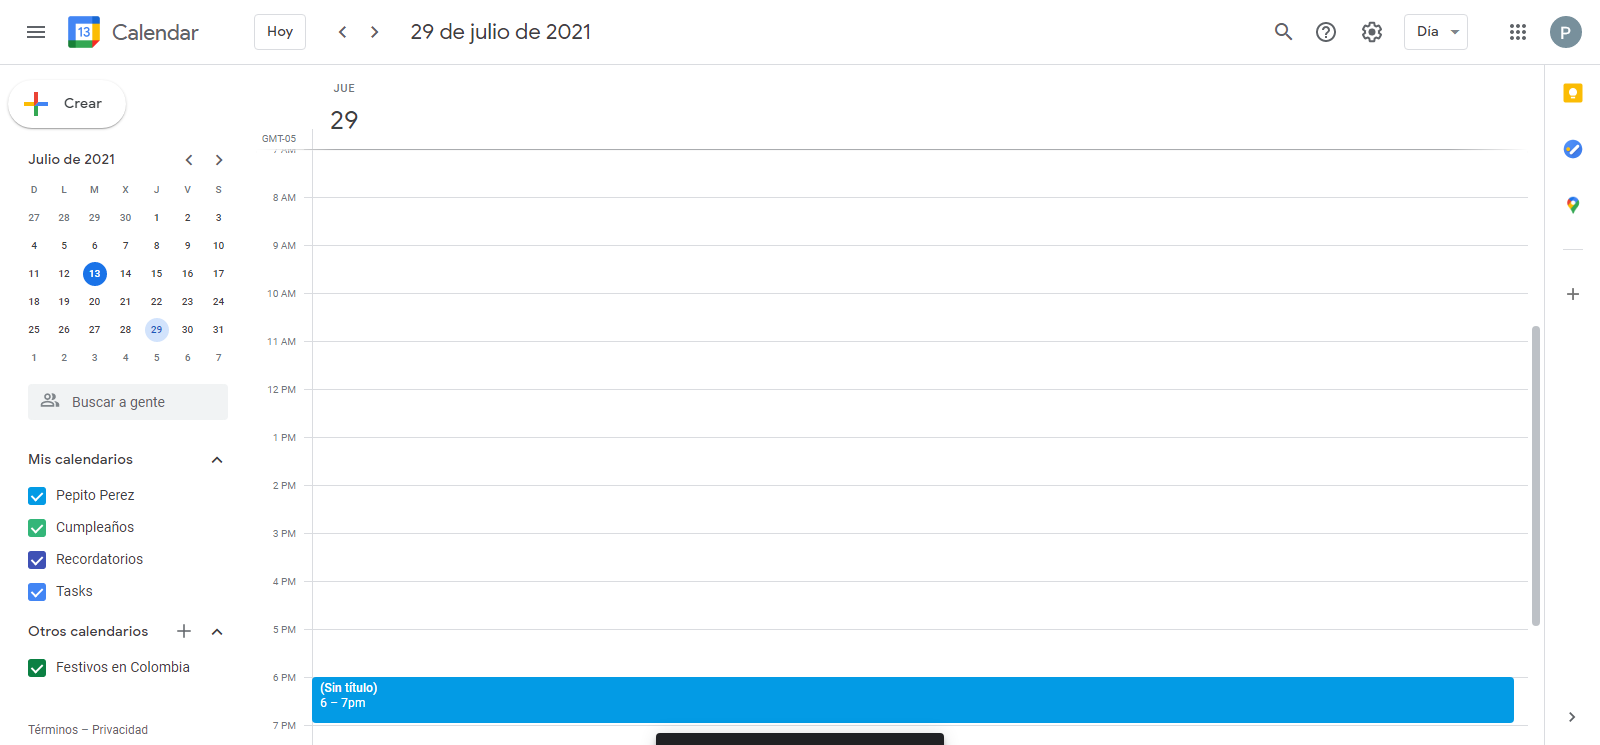 13 Calendar
Hoy
29 de julio de 2021
Día
P
Crear
Julio de 2021
D L M X J V S
27 28 29 30 1 2 3
4 5 6 7 8 9 10
11 12 13 14 15 16 17
18 19 20 21 22 23 24
25 26 27 28 29 30 31
1 2 3 4 5 6 7
Buscar a gente
Mis calendarios
Pepito Perez
Cumpleaños
Recordatorios
Tasks
Otros calendarios
Festivos en Colombia
Términos – Privacidad
JUE
29
GMT-05
7 AM
8 AM
9 AM
10 AM
11 AM
12 PM
1 PM
2 PM
3 PM
4 PM
5 PM
6 PM
(Sin título)
6 – 7pm
7 PM